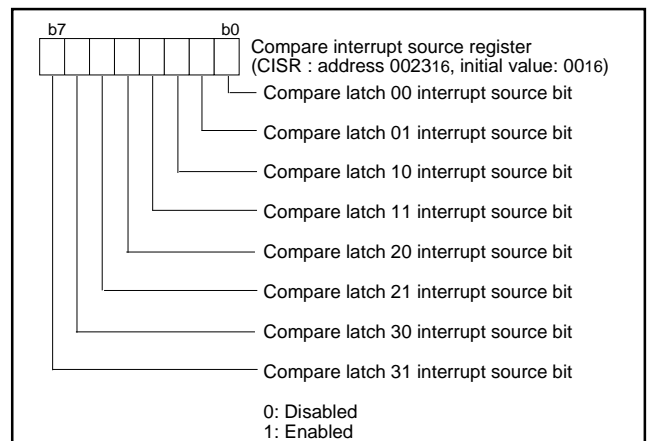 b7 b0
Compare interrupt source register
(CISR : address 002316, initial value: 0016)
Compare latch 00 interrupt source bit
Compare latch 01 interrupt source bit
Compare latch 10 interrupt source bit
Compare latch 11 interrupt source bit
Compare latch 20 interrupt source bit
Compare latch 21 interrupt source bit
Compare latch 30 interrupt source bit
Compare latch 31 interrupt source bit
0: Disabled
1: Enabled